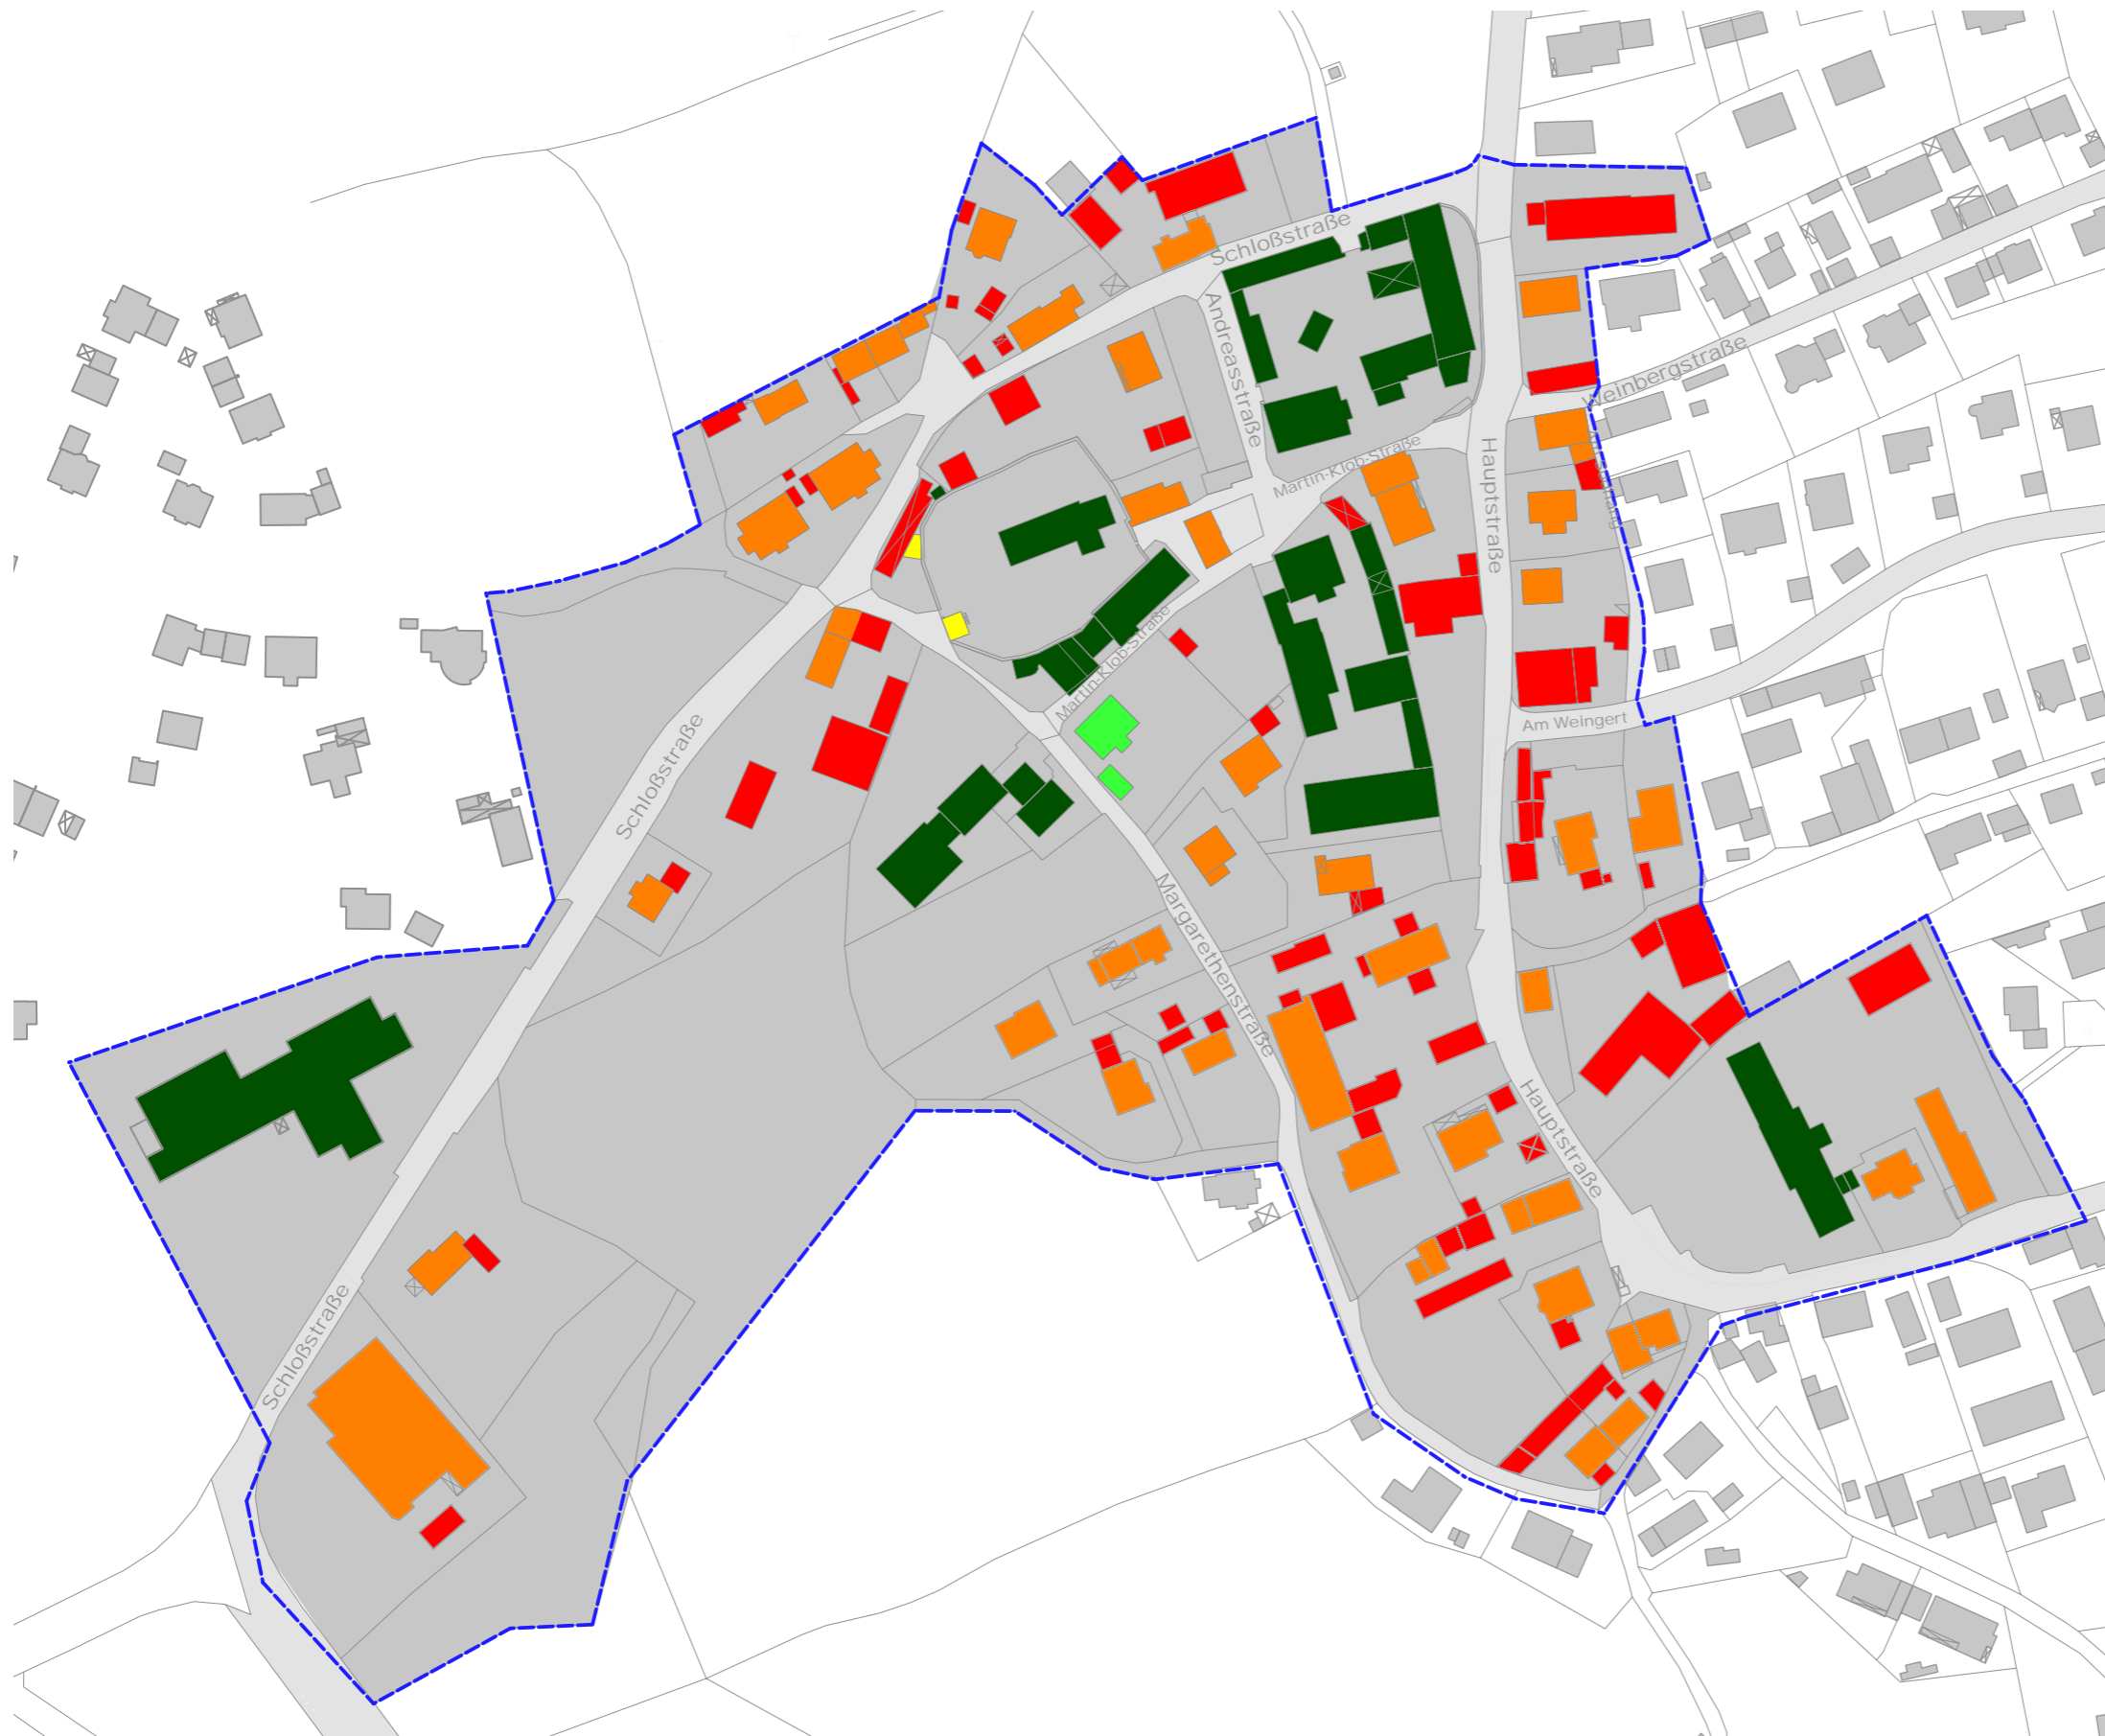 Schloßstraße
Andreasstraße
Weinbergstraße
Martin-Klob-Straße
Hauptstraße
Martin-Klob-Straße
Am Weingert
Schloßstraße
Margarethenstraße
Hauptstraße
Schloßstraße